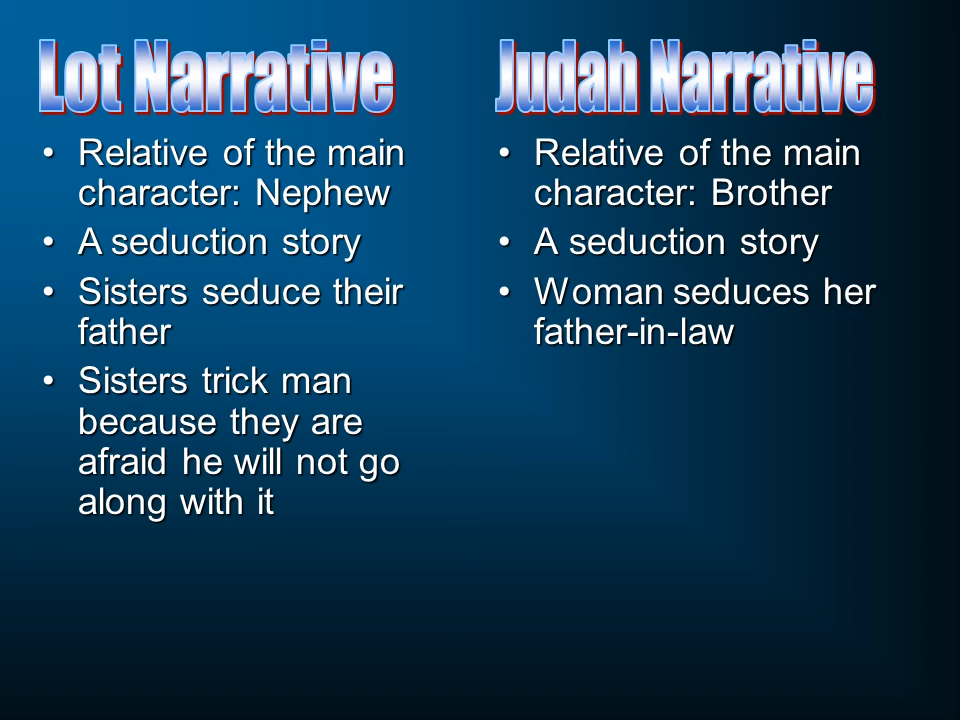 Lot Narrative
• Relative of the main
character: Nephew
• A seduction story
• Sisters seduce their
father
• Sisters trick man
because they are
afraid he will not go
along with it
Judah Narrative
• Relative of the main
character: Brother
• A seduction story
• Woman seduces her
father-in-law